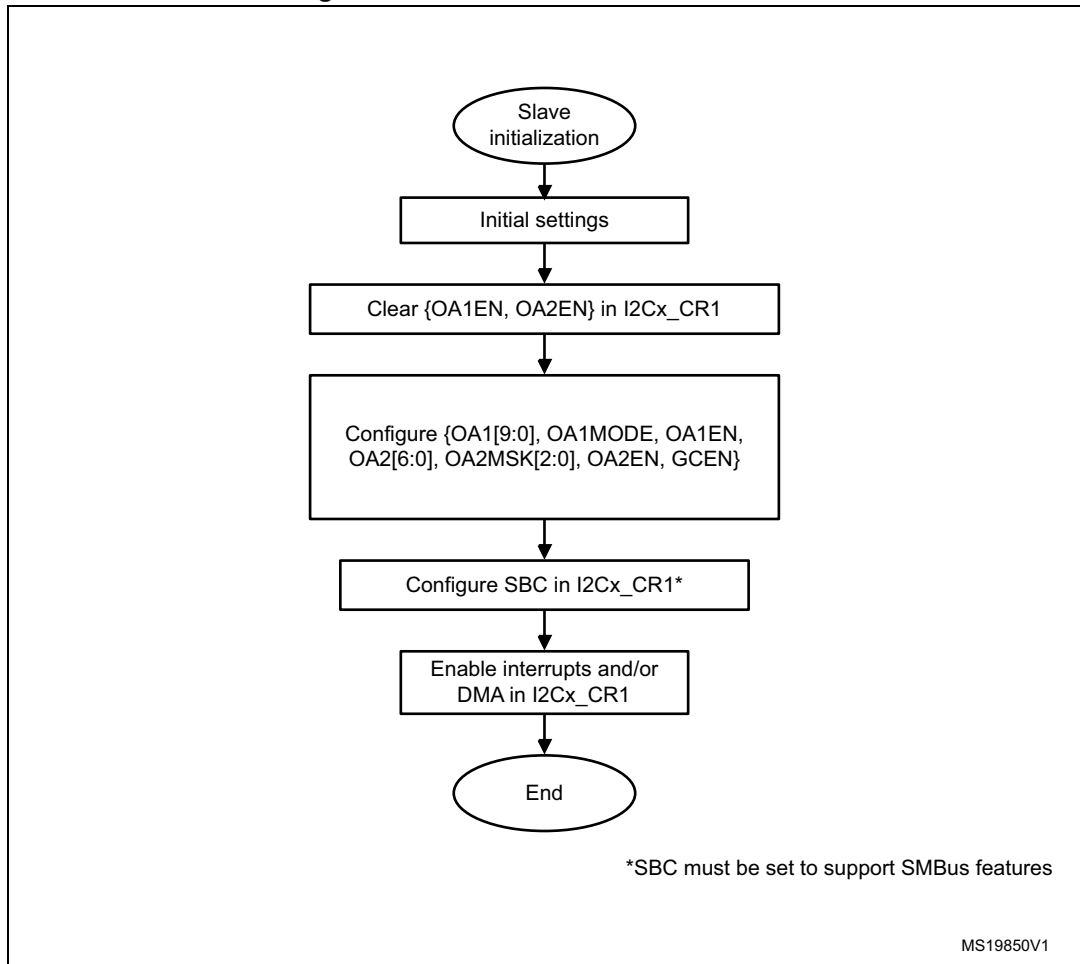 Slave
initialization
Initial settings
Clear {OA1EN, OA2EN} in I2Cx_CR1
Configure {OA1[9:0], OA1MODE, OA1EN,
OA2[6:0], OA2MSK[2:0], OA2EN, GCEN}
Configure SBC in I2Cx_CR1*
Enable interrupts and/or
DMA in I2Cx_CR1
End
*SBC must be set to support SMBus features
MS19850V1